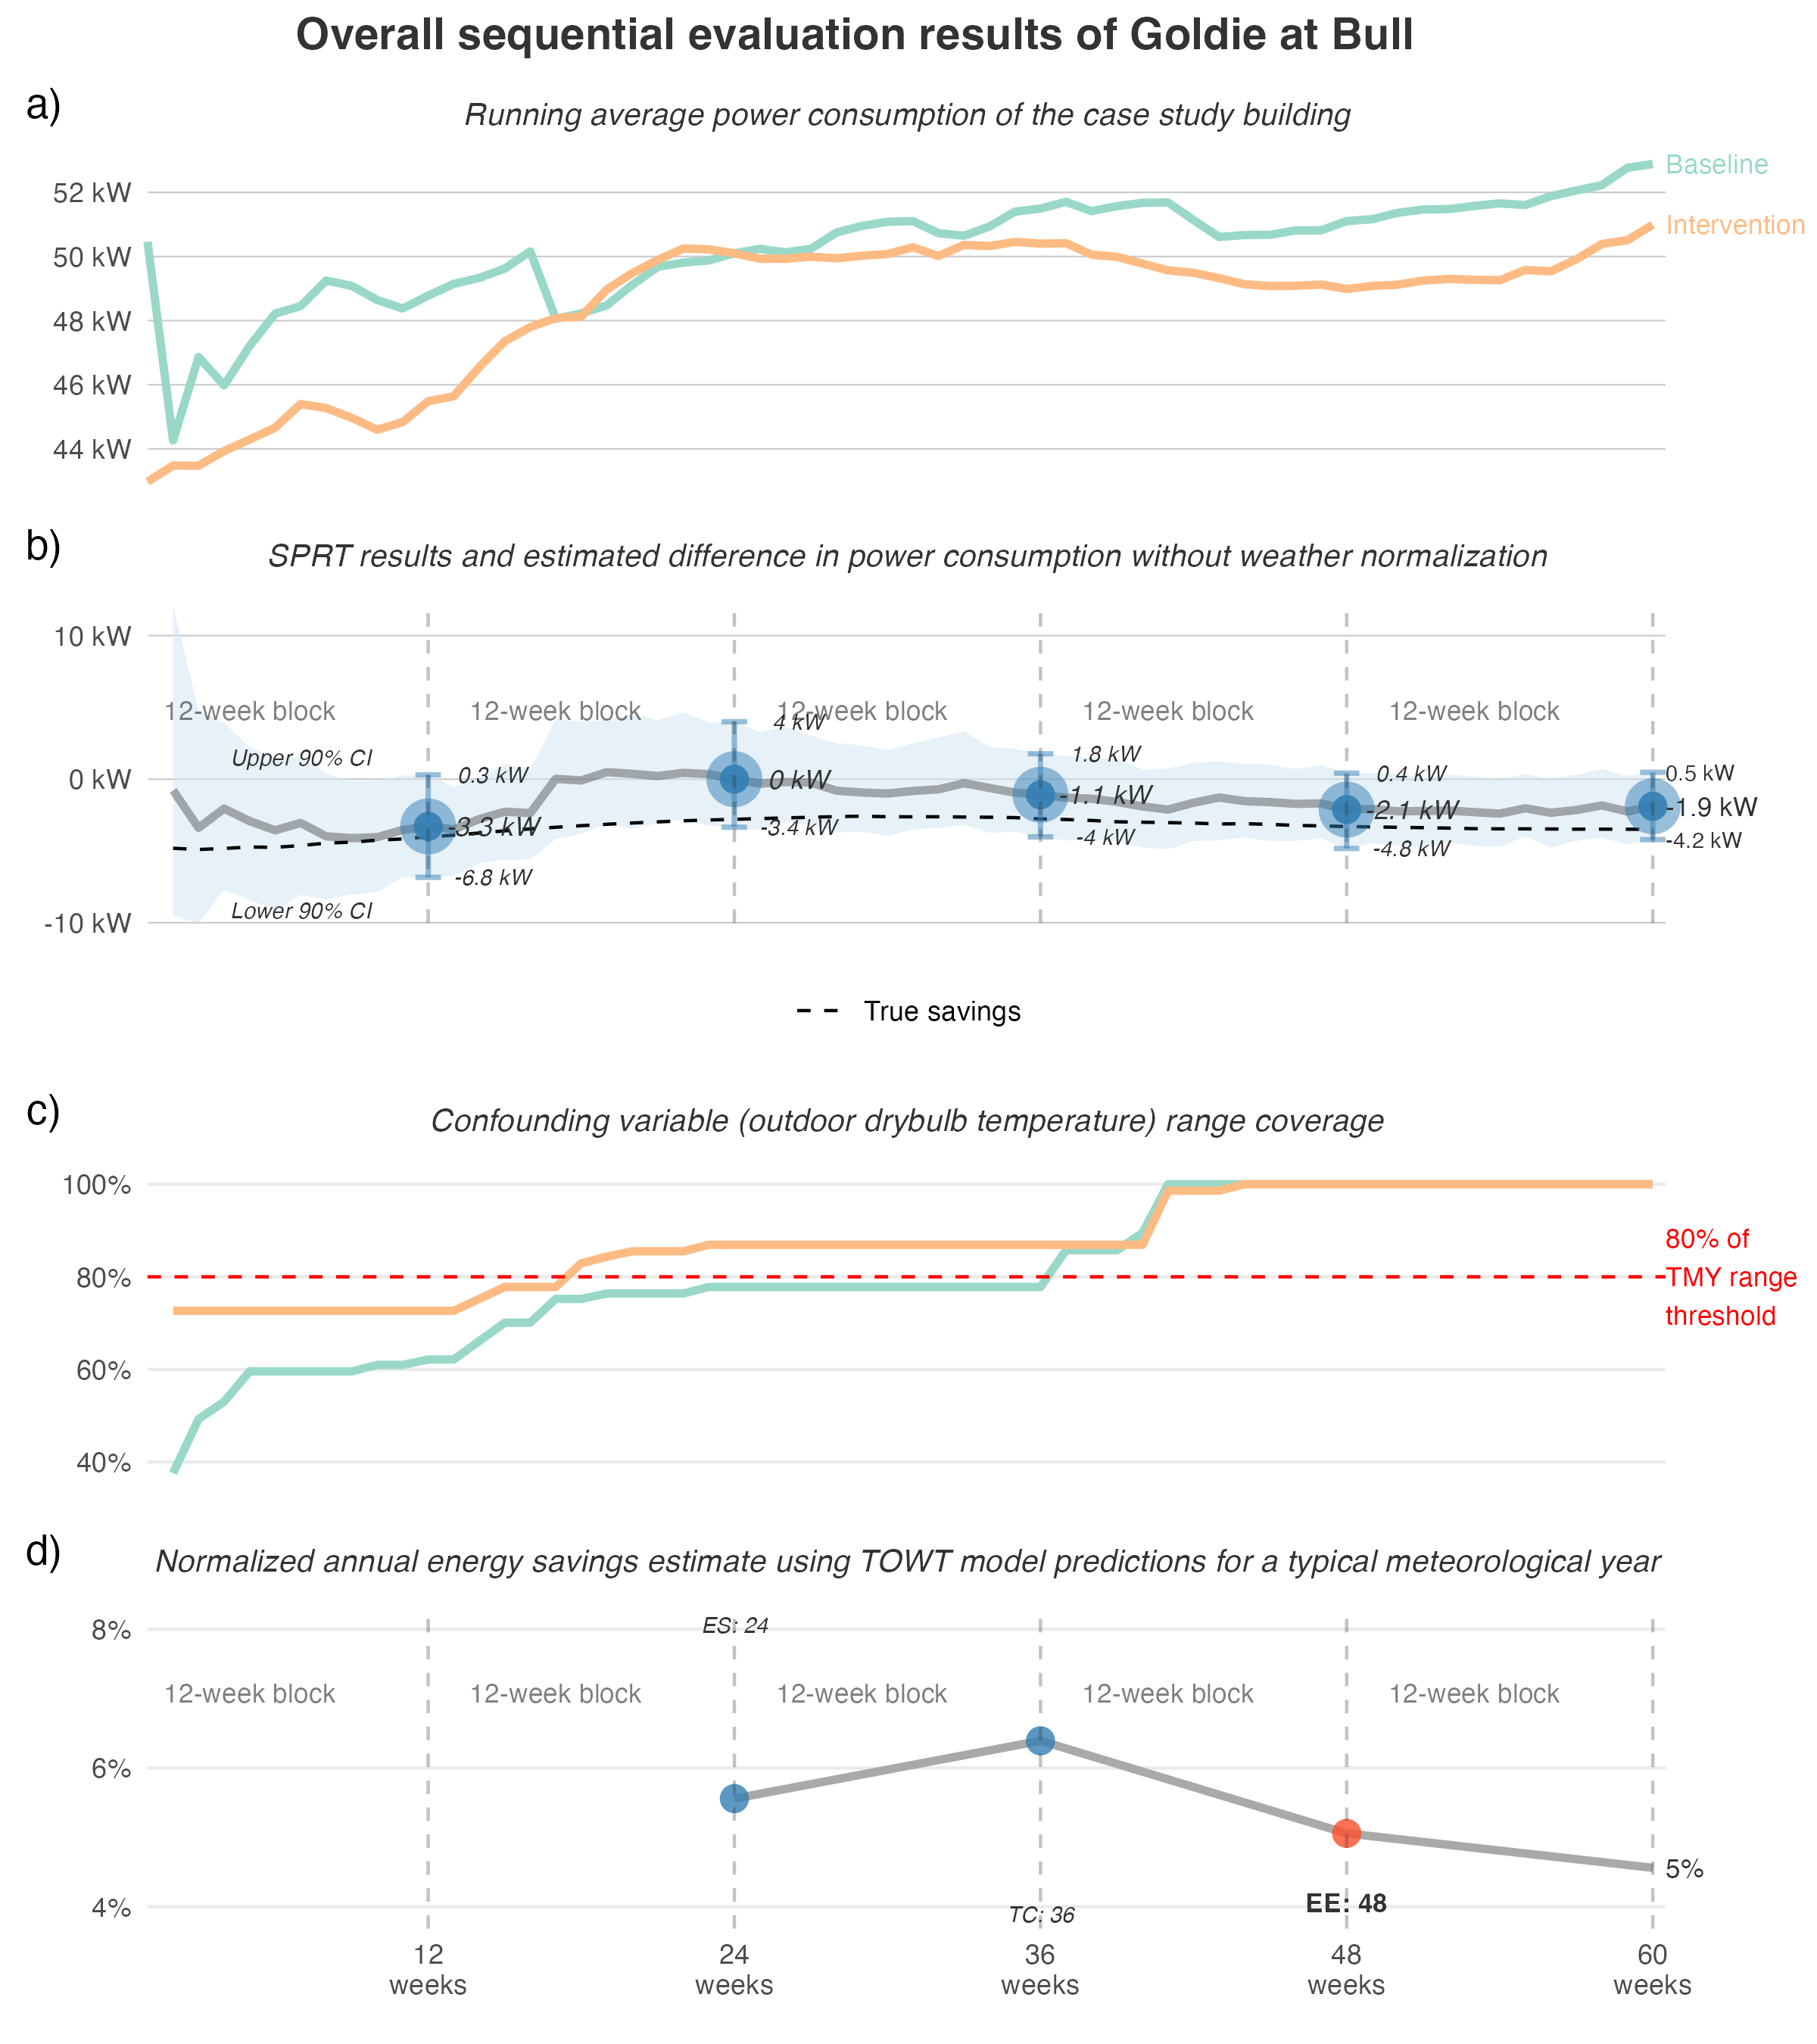 Overall sequential evaluation results of Goldie at Bull
a)
Running average power consumption of the case study building
Baseline
52 kW
Intervention
50 kW
48 kW
46 kW
44 kW
b)
SPRT results and estimated difference in power consumption without weather normalization
10 kW
12-week block
12-week block
12-week block
12-week block
12-week block
4 kW
Upper 90% CI
1.8 kW
0.3 kW
0.4 kW
0.5 kW
0 kW
0 kW
-1.1 kW
-2.1 kW
-1.9 kW
-3.3 kW
-3.4 kW
-4 kW
-4.8 kW
-4.2 kW
-6.8 kW
Lower 90% CI
-10 kW
True savings
c)
Confounding variable (outdoor drybulb temperature) range coverage
100%
80%
60%
40%
80% of
TMY range
threshold
d)
Normalized annual energy savings estimate using TOWT model predictions for a typical meteorological year
8%
ES: 24
12-week block
12-week block
12-week block
12-week block
12-week block
6%
5%
4%
TC: 36
EE: 48
12
weeks
24
weeks
36
weeks
48
weeks
60
weeks